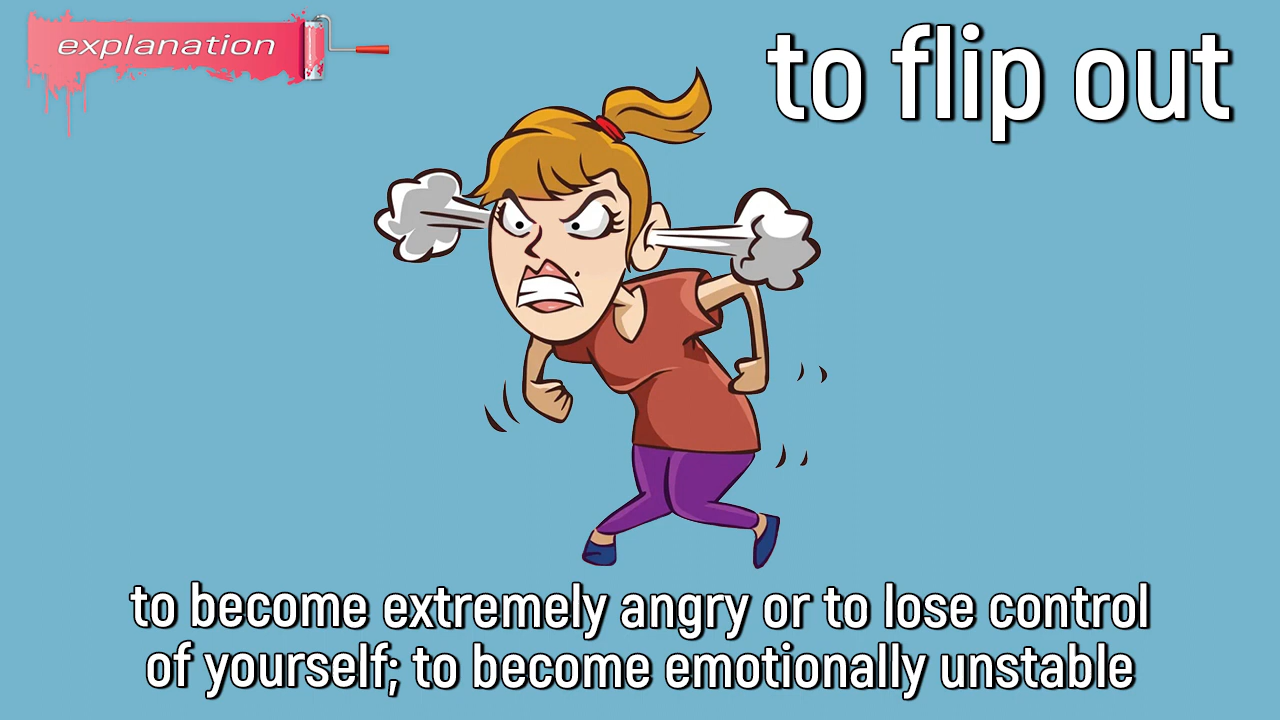 explanation
to flip out
to become extremely angry or to lose control
of yourself; to become emotionally unstable